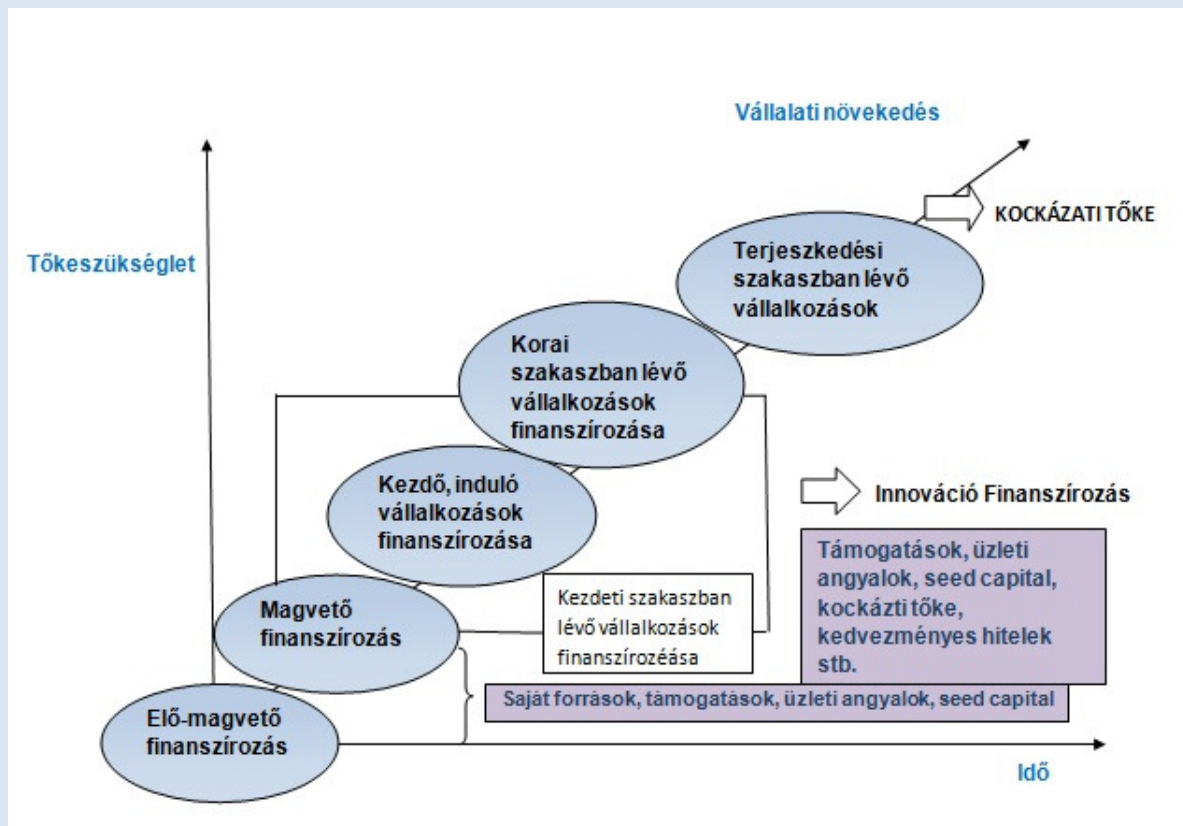 Vállalati növekedés
KOCKÁZATI TŐKE
Tőkeszükséglet
Terjeszkedési
szakaszban lévő
vállalkozások
Korai
szakaszban lévő
vállalkozások
finanszírozása
Kezdő, induló
vállalkozások
finanszírozása
Innováció Finanszírozás
Támogatások, üzleti
angyalok, seed capital,
kockázti tőke,
kedvezményes hitelek
stb.
Kezdeti szakaszban
lévő vállalkozások
finanszírozéása
Magvető
finanszírozás
Saját források, támogatások, üzleti angyalok, seed capital
Elő-magvető
finanszírozás
Idő